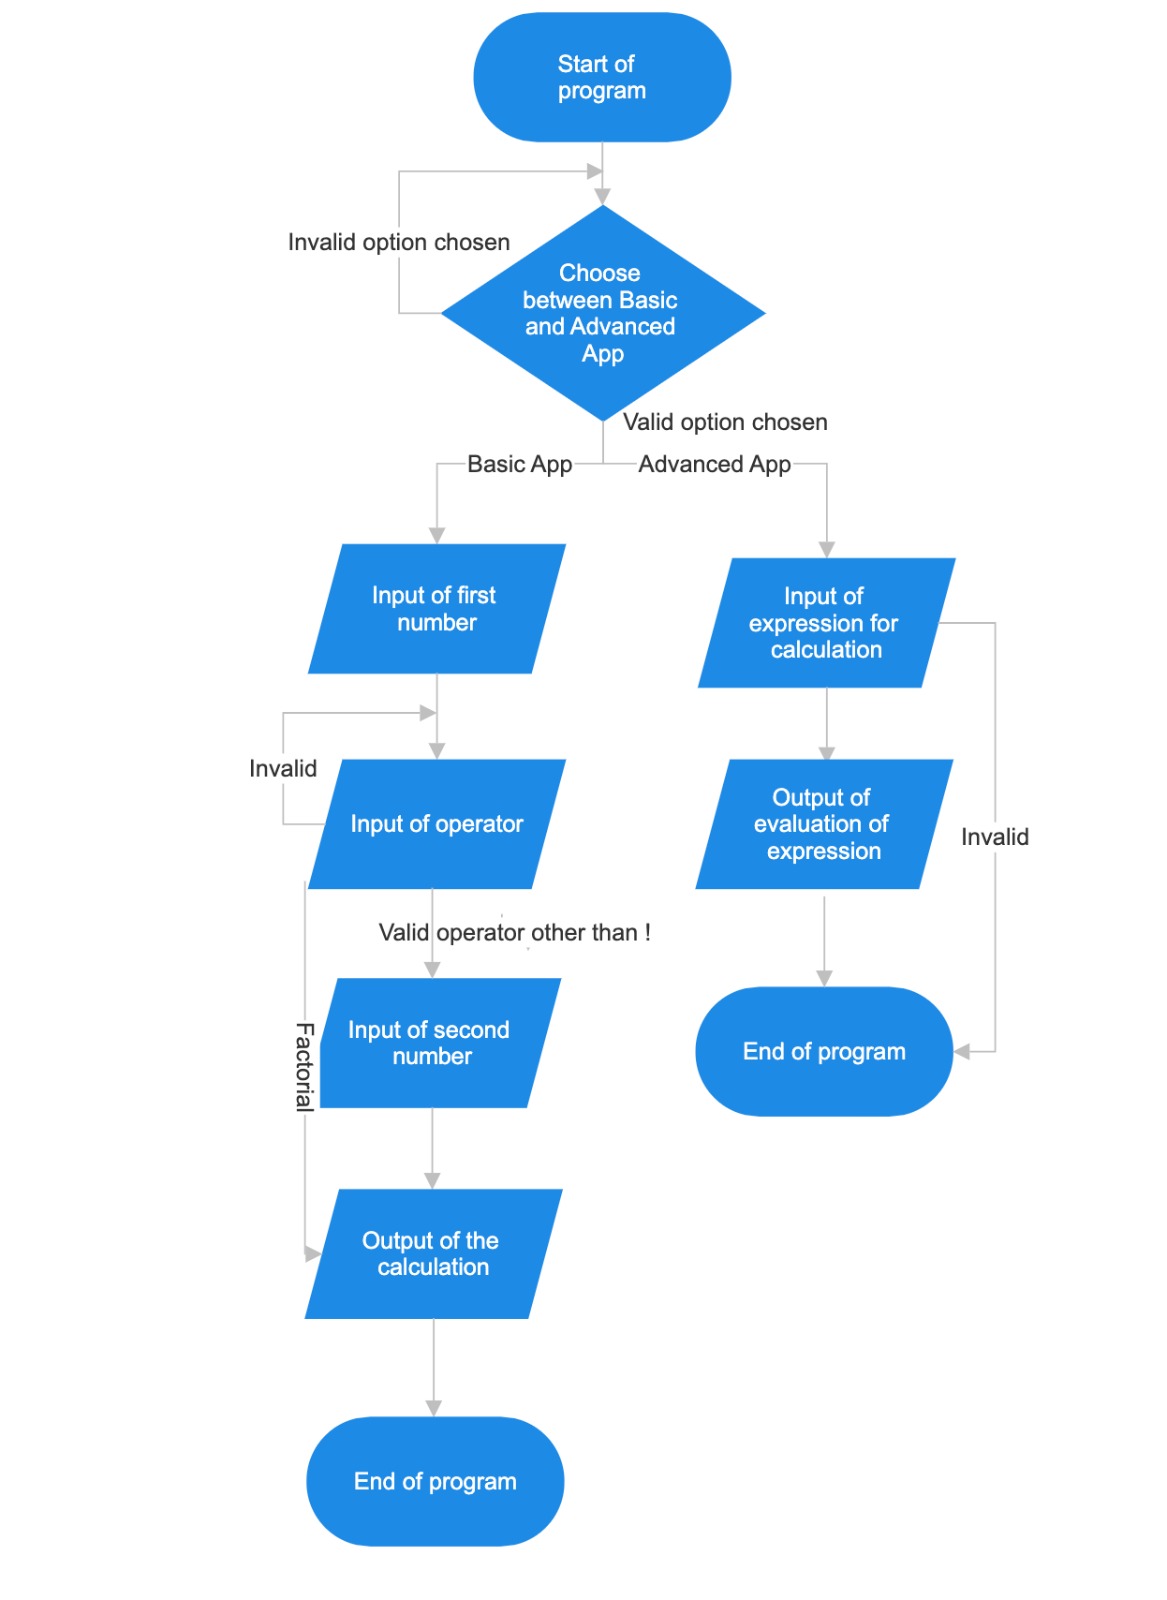 Start of
program
Invalid option chosen
Choose
between Basic
and Advanced
App
Valid option chosen
Basic App
Advanced App
Input of first
number
Input of
expression for
calculation
Invalid
Input of operator
Output of
evaluation of
expression
Invalid
Valid operator other than !
Factorial
Input of second
number
End of program
Output of the
calculation
End of program